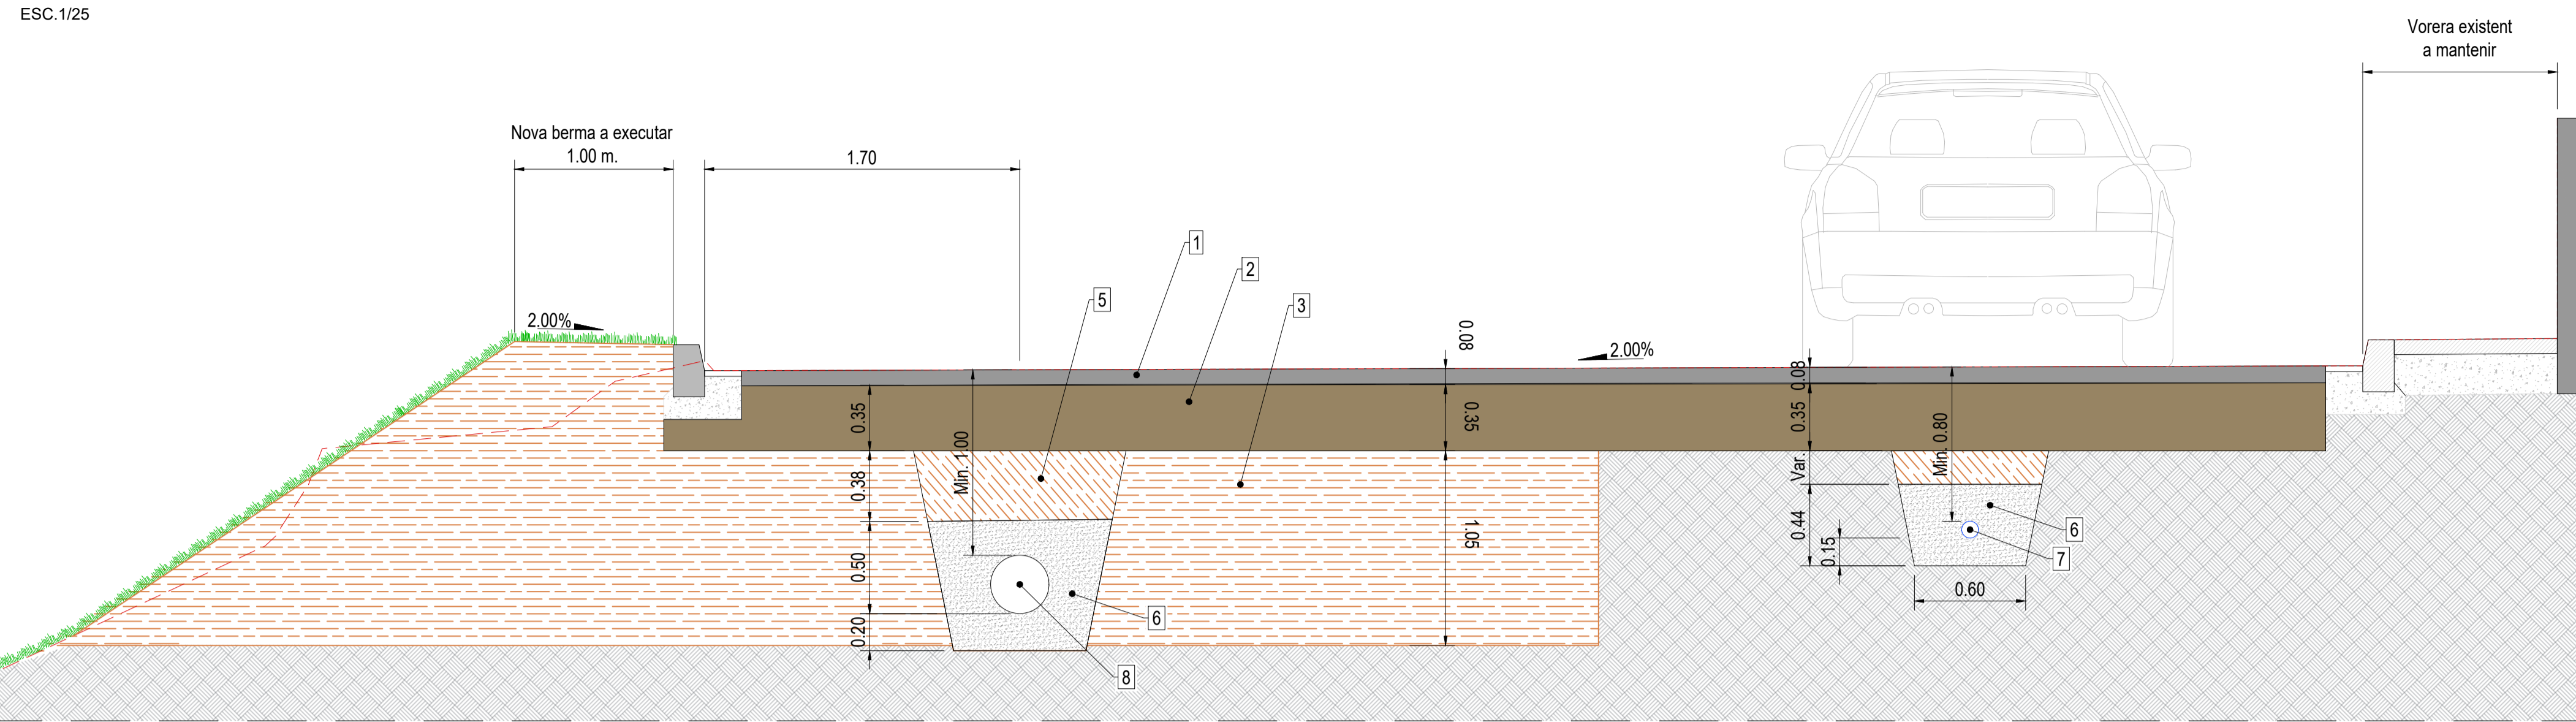 ESC.1/25
Vorera existent
a mantenir
Nova berma a executar
1.00 m.
1.70
1
2
5
3
2.00%
0.08
2.00%
0.35
Min. 1.00
0.35
0.08
0.35
Min. 0.80
0.38
Var.
0.50
1.05
0.44
0.15
6
7
0.60
0.20
6
8